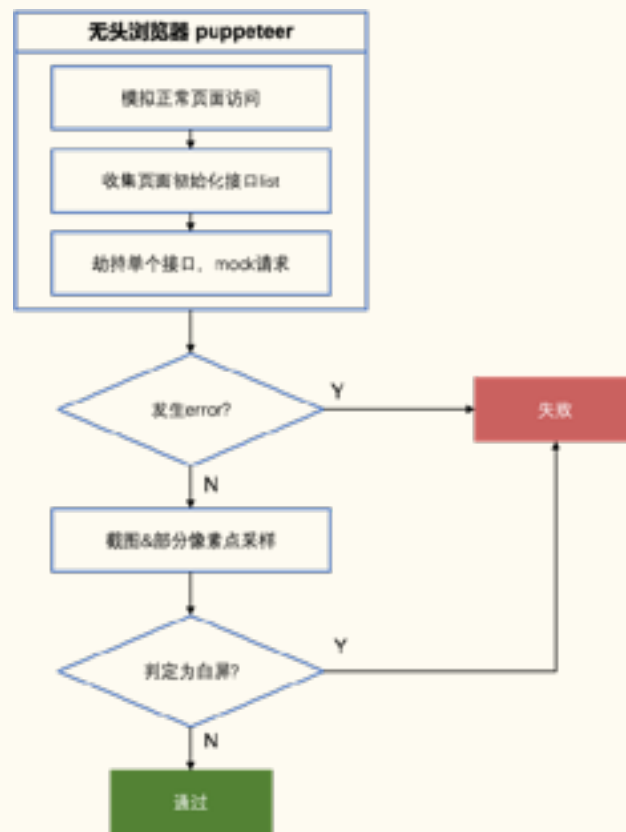 无头浏览器 puppeteer
模拟正常页面访问
收集页面初始化接口list
劫持单个接口，mock请求
发生error?
Y
失败
N
截图&部分像素点采样
判定为白屏?
Y
N
通过